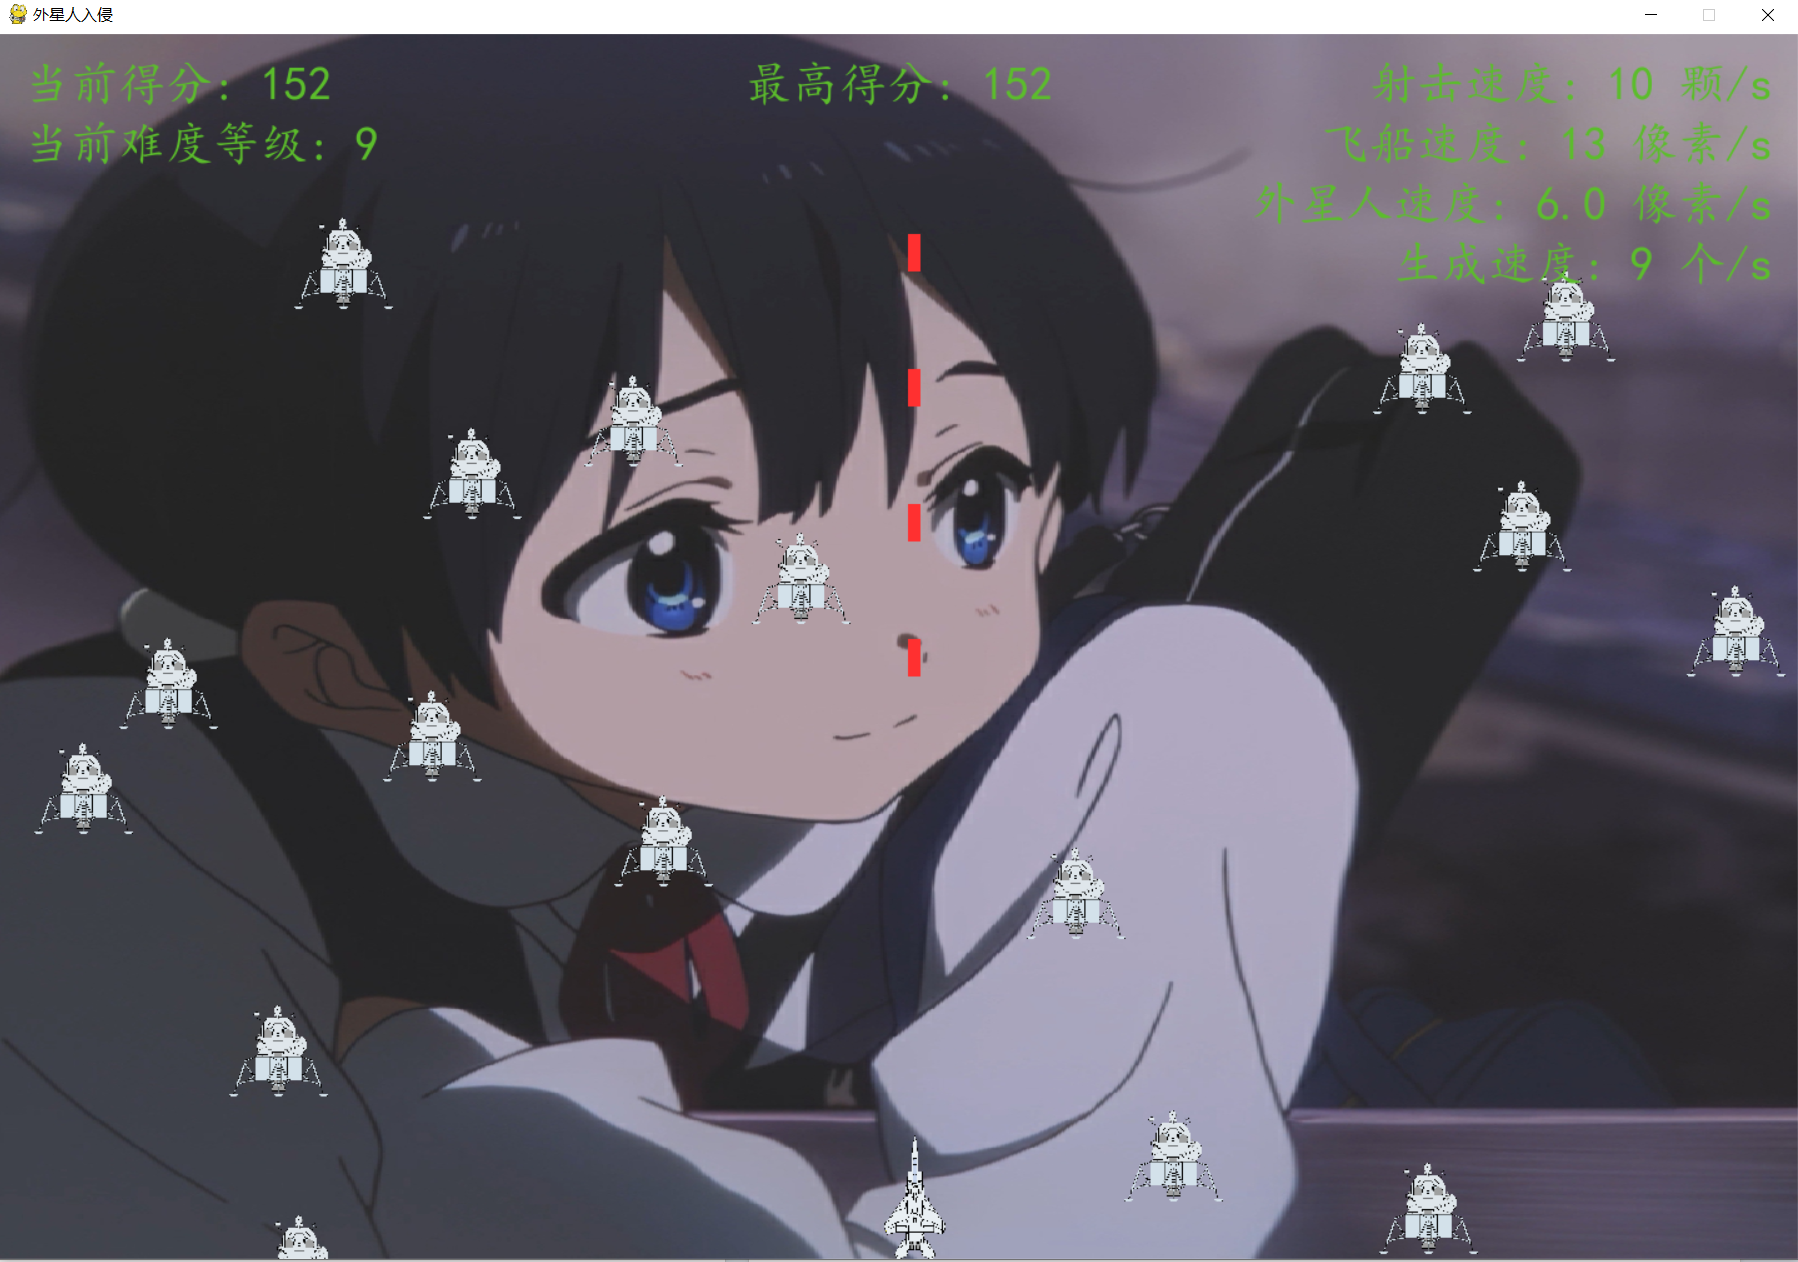 外星人入侵
当前得分：152
最高得分：152
射击速度：10 颗/s
当前难度等级：9
飞船速度：13 像素/s
外星人速度：6.0 像素/s
生成速度：9 个/s